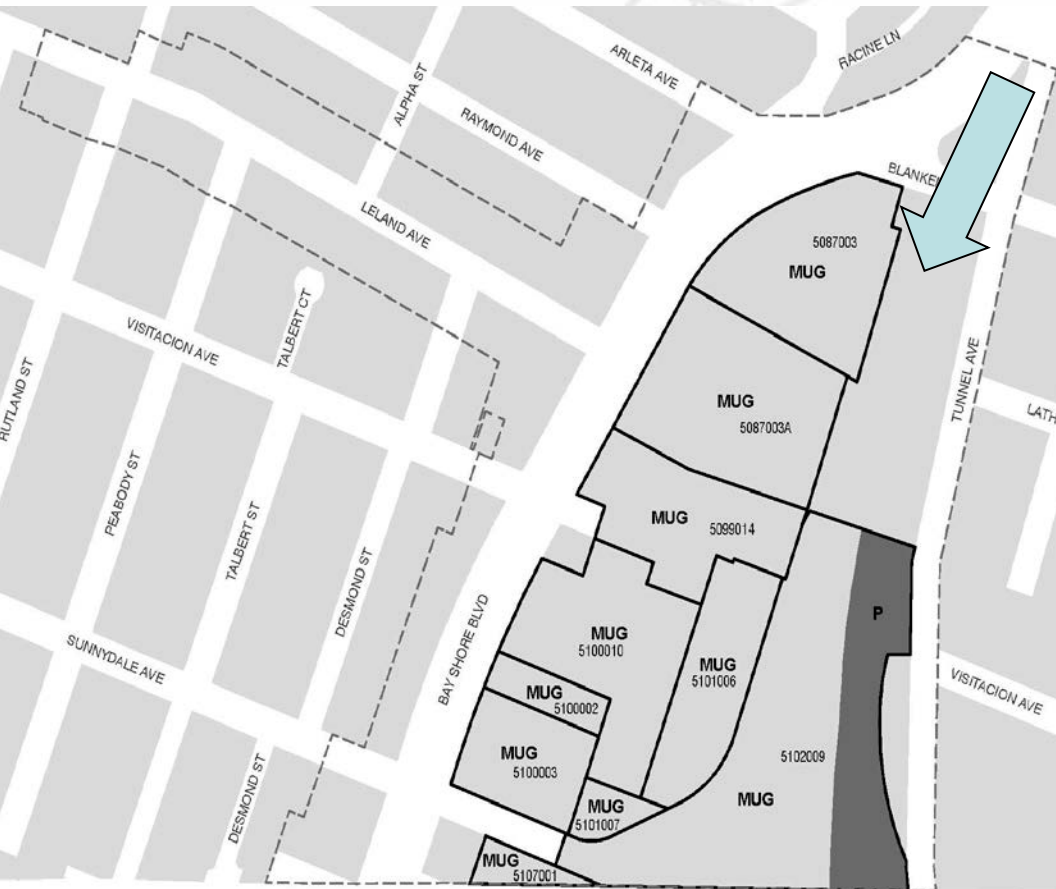 ARLETA AVE
RACINE LN
ALPHA ST
RAYMOND AVE
LELAND AVE
5087003
MUG
TALBERT CT
VISITACION AVE
RUTLAND ST
MUG
5087003A
TUNNEL AVE
PEABODY ST
TALBERT ST
DESMOND ST
MUG
5099014
BAY SHORE BLVD
P
MUG
5100010
MUG
5101006
SUNNYDALE AVE
VISITACION AVE
MUG
5100002
MUG
5100003
5102009
MUG
DESMOND ST
MUG
5101007
MUG
5107001